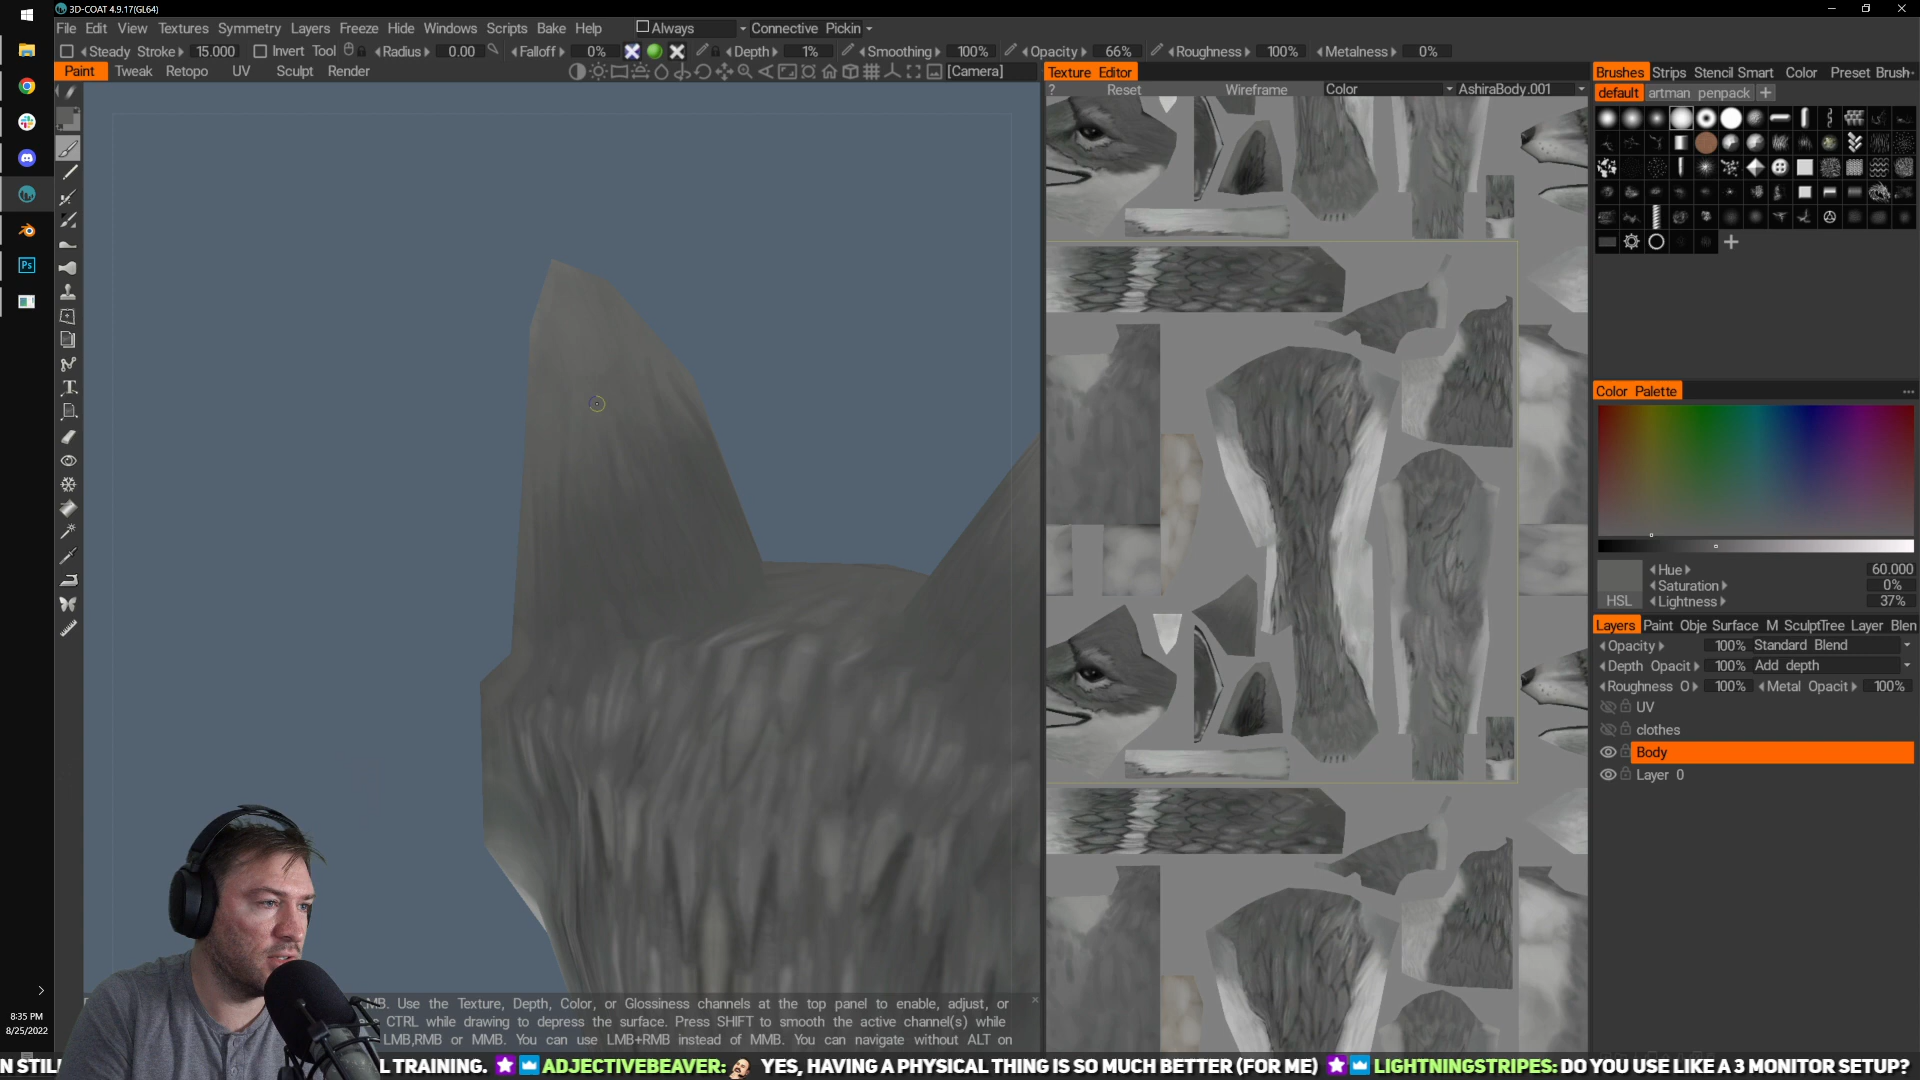 3D-COAT 4.9.17(GL64)
File Edit View Textures Symmetry Layers Freeze Hide Windows Scripts Bake Help Always Connective Pickin
Steady Stroke 15.000 Invert Tool Radius 0.00 Falloff 0% Depth 1% Smoothing 100% Opacity 66% Roughness 100% Metalness 0%
Paint Tweak Retopo UV Sculpt Render [Camera]
Texture Editor
? Reset Wireframe Color AshiraBody.001
Brushes Strips Stencil Smart Color Preset Brush
default artman penpack +
Color Palette
Hue 60.000
Saturation 0%
HSL Lightness 37%
Layers Paint Obje Surface M SculptTree Layer Blen
Opacity 100% Standard Blend
Depth Opacit 100% Add depth
Roughness O 100% Metal Opacit 100%
UV
clothes
Body
Layer 0
Ps
MB. Use the Texture, Depth, Color, or Glossiness channels at the top panel to enable, adjust, or
CTRL while drawing to depress the surface. Press SHIFT to smooth the active channel(s) while
LMB,RMB or MMB. You can use LMB+RMB instead of MMB. You can navigate without ALT on
8:35 PM
8/25/2022
N STIL L TRAINING. ADJECTIVEBEAVER: YES, HAVING A PHYSICAL THING IS SO MUCH BETTER (FOR ME) LIGHTNINGSTRIPES: DO YOU USE LIKE A 3 MONITOR SETUP?